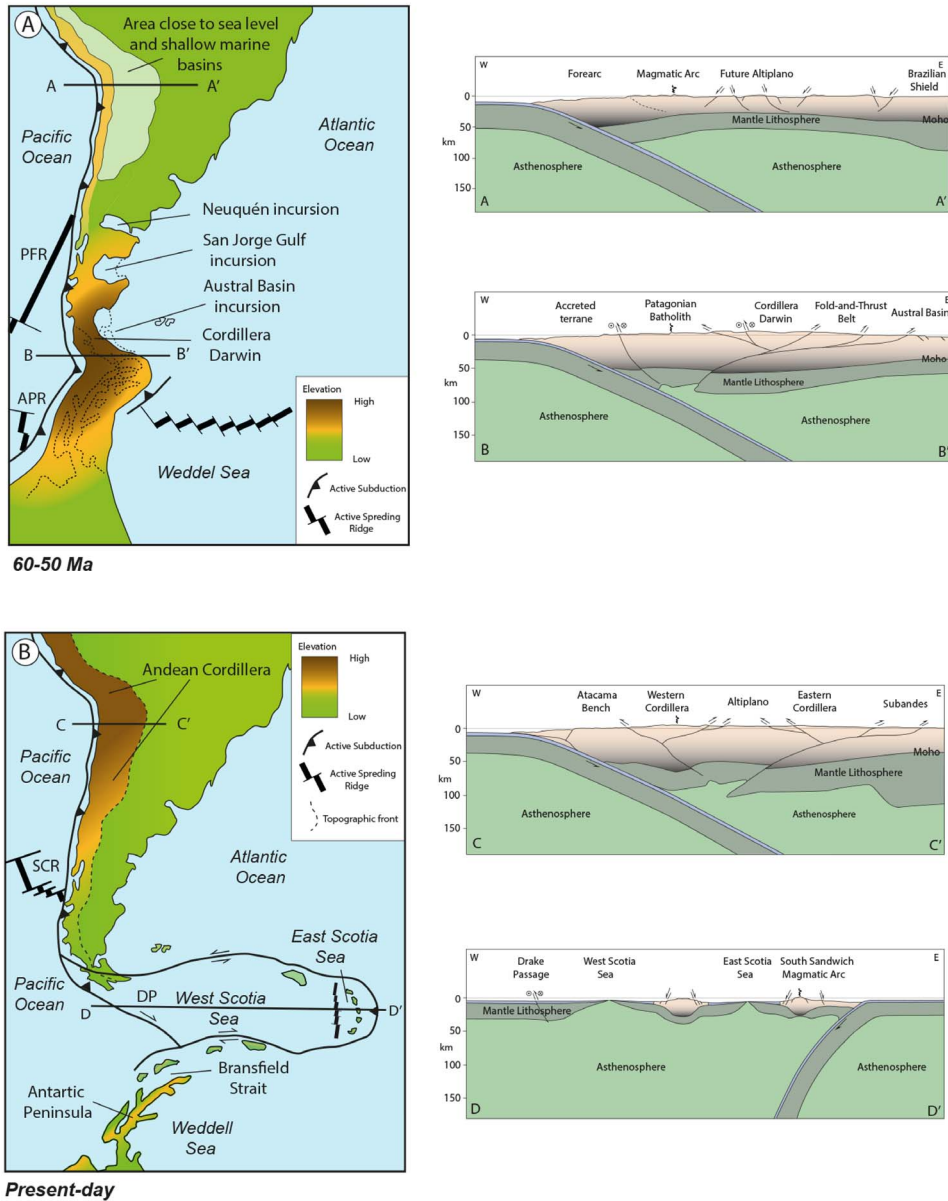 A
Area close to sea level
and shallow marine
basins
A
A'
Pacific
Ocean
Atlantic
Ocean
Neuquén incursion
San Jorge Gulf
incursion
PFR
Austral Basin
incursion
Cordillera
Darwin
B
B'
APR
Weddel Sea
Elevation
High
Low
Active Subduction
Active Spreding
Ridge
60-50 Ma
W
E
Forearc
Magmatic Arc
Future Altiplano
Brazilian
Shield
0
50
km
100
150
Mantle Lithosphere
Moho
Asthenosphere
Asthenosphere
A
A'
W
E
Accreted
terrane
Patagonian
Batholith
Cordillera
Darwin
Fold-and-Thrust
Belt
Austral Basin
0
50
km
100
150
Moho
Mantle Lithosphere
Asthenosphere
Asthenosphere
B
B'
B
Andean Cordillera
C
C'
Pacific
Ocean
Elevation
High
Low
Active Subduction
Active Spreding
Ridge
Topographic front
SCR
Atlantic
Ocean
East Scotia
Sea
Pacific
Ocean
DP
D
West Scotia
Sea
D'
Bransfield
Strait
Antartic
Peninsula
Weddell
Sea
Present-day
W
E
Atacama
Bench
Western
Cordillera
Altiplano
Eastern
Cordillera
Subandes
0
50
km
100
150
Moho
Mantle Lithosphere
Asthenosphere
Asthenosphere
C
C'
W
E
Drake
Passage
West Scotia
Sea
East Scotia
Sea
South Sandwich
Magmatic Arc
0
50
km
100
150
Mantle Lithosphere
Asthenosphere
Asthenosphere
D
D'